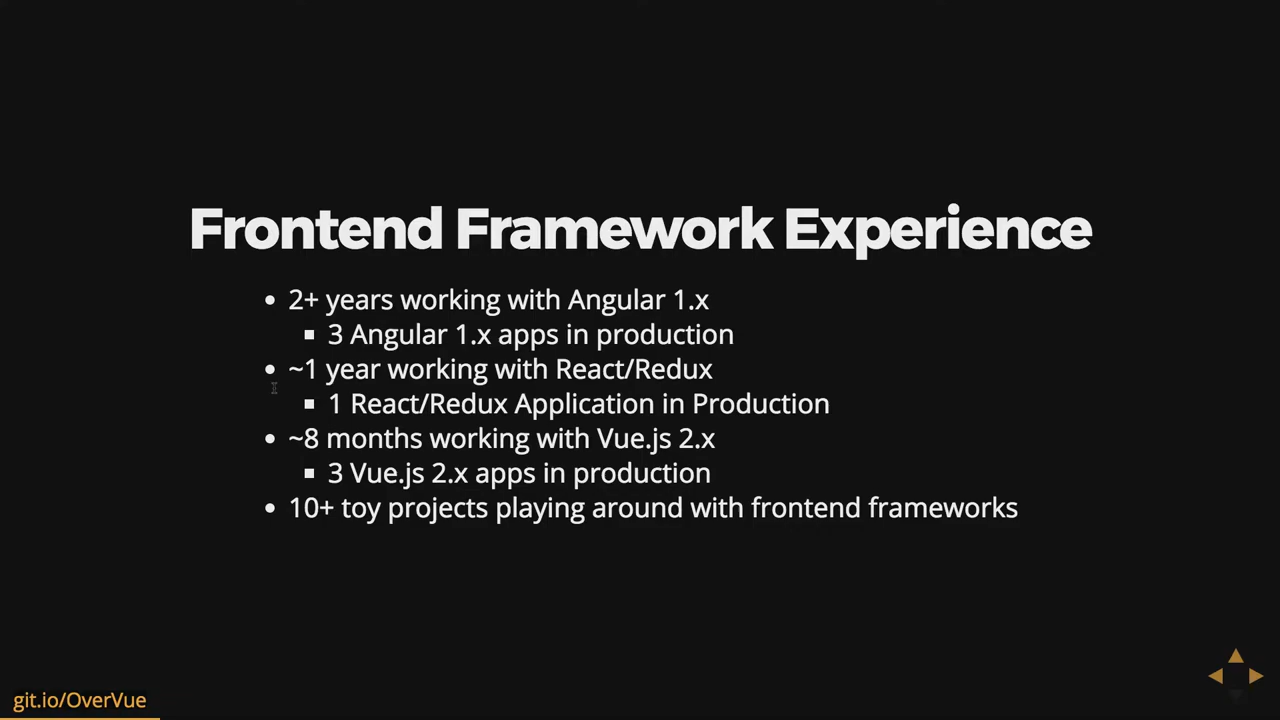 Frontend Framework Experience
2+ years working with Angular 1.x
3 Angular 1.x apps in production
~1 year working with React/Redux
1 React/Redux Application in Production
~8 months working with Vue.js 2.x
3 Vue.js 2.x apps in production
10+ toy projects playing around with frontend frameworks
git.io/OverVue